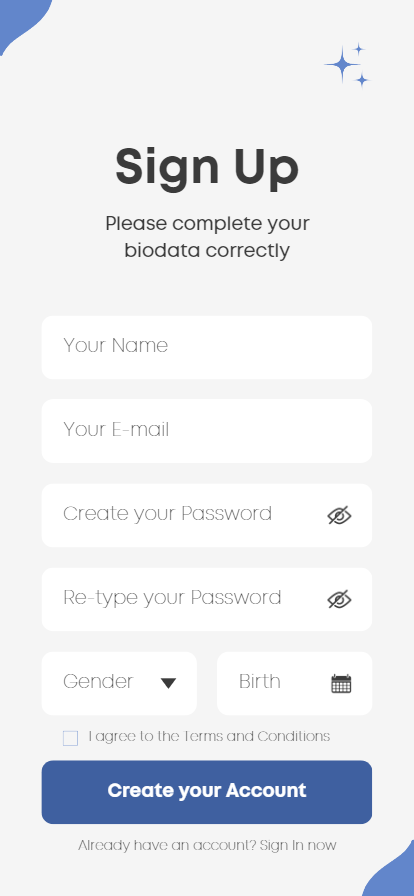 Sign Up
Please complete your
biodata correctly
Your Name
Your E-mail
Create your Password
Re-type your Password
Gender
Birth
I agree to the Terms and Conditions
Create your Account
Already have an account? Sign In now